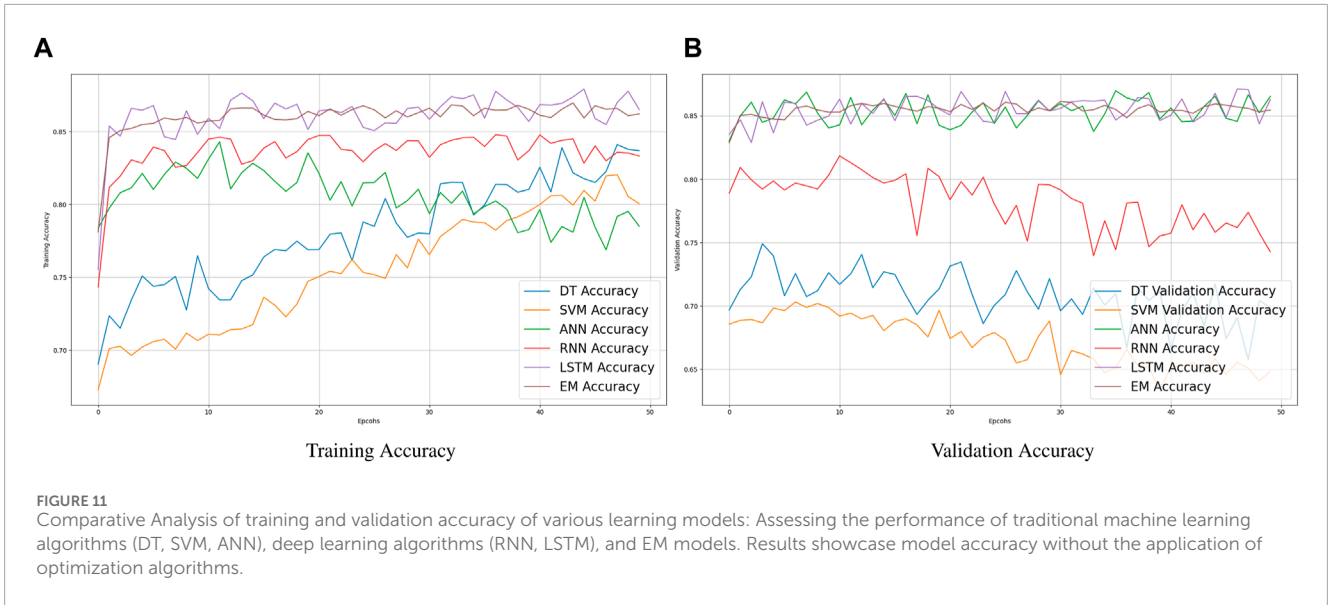 A
B
Training Accuracy
0.85
0.80
0.75
0.70
DT Accuracy
SVM Accuracy
ANN Accuracy
RNN Accuracy
LSTM Accuracy
EM Accuracy
0
10
20
30
40
50
Epcohs
Training Accuracy
Validation Accuracy
0.85
0.80
0.75
0.70
0.65
DT Validation Accuracy
SVM Validation Accuracy
ANN Accuracy
RNN Accuracy
LSTM Accuracy
EM Accuracy
0
10
20
30
40
50
Epcohs
Validation Accuracy
FIGURE 11
Comparative Analysis of training and validation accuracy of various learning models: Assessing the performance of traditional machine learning
algorithms (DT, SVM, ANN), deep learning algorithms (RNN, LSTM), and EM models. Results showcase model accuracy without the application of
optimization algorithms.